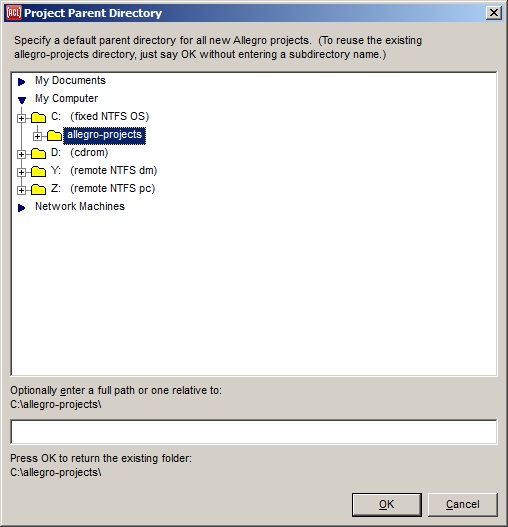 ACL Project Parent Directory
Specify a default parent directory for all new Allegro projects.  (To reuse the existing
allegro-projects directory, just say OK without entering a subdirectory name.)
My Documents
My Computer
C:   (fixed NTFS OS)
allegro-projects
D:   (cdrom)
Y:   (remote NTFS dm)
Z:   (remote NTFS pc)
Network Machines
Optionally enter a full path or one relative to:
C:\allegro-projects\
Press OK to return the existing folder:
C:\allegro-projects\
OK Cancel